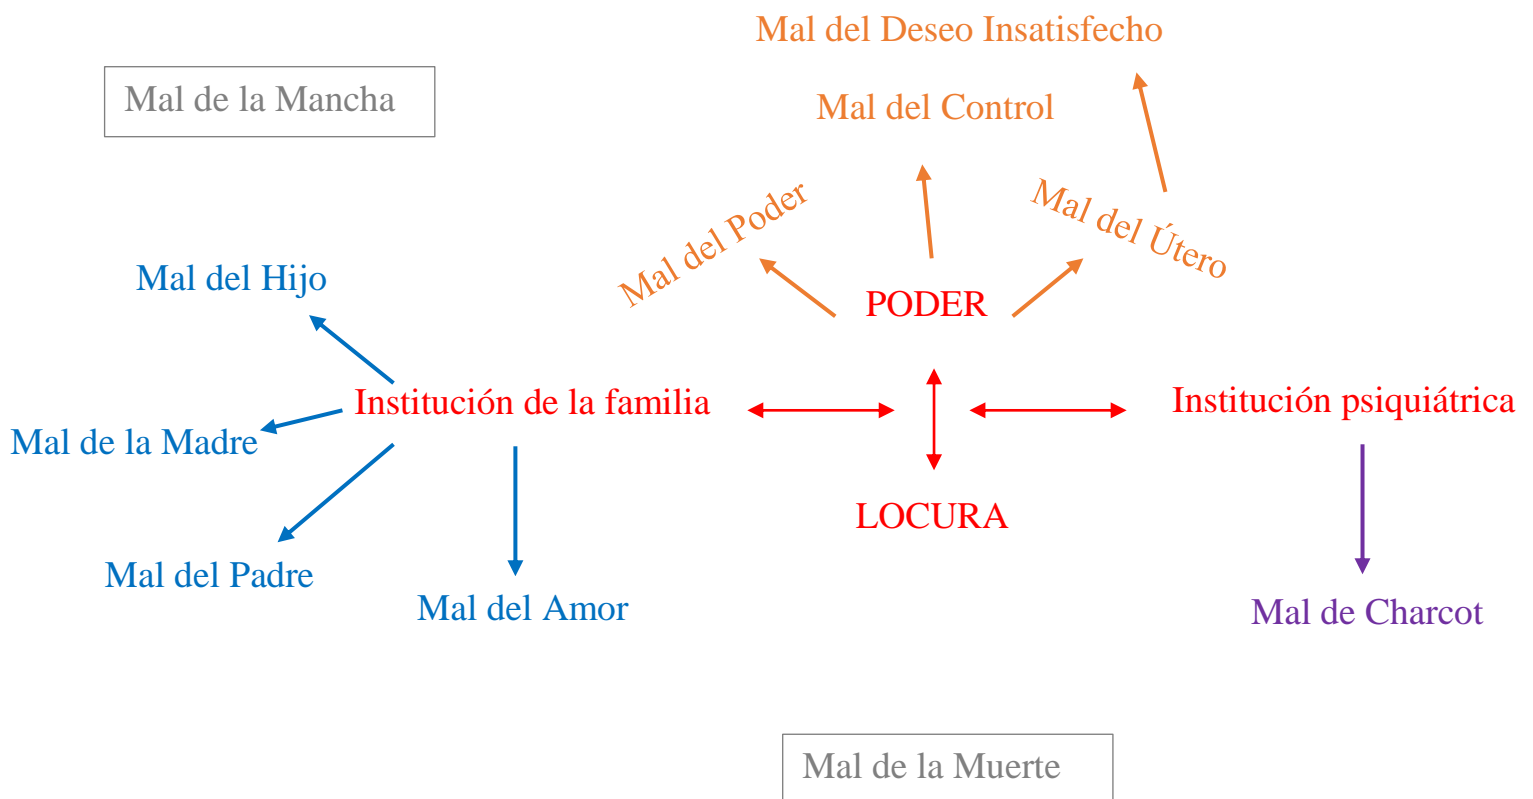 Mal del Deseo Insatisfecho
Mal de la Mancha
Mal del Control
Mal del Poder
Mal del Útero
Mal del Hijo
PODER
Institución de la familia
Institución psiquiátrica
Mal de la Madre
LOCURA
Mal del Padre
Mal del Amor
Mal de Charcot
Mal de la Muerte